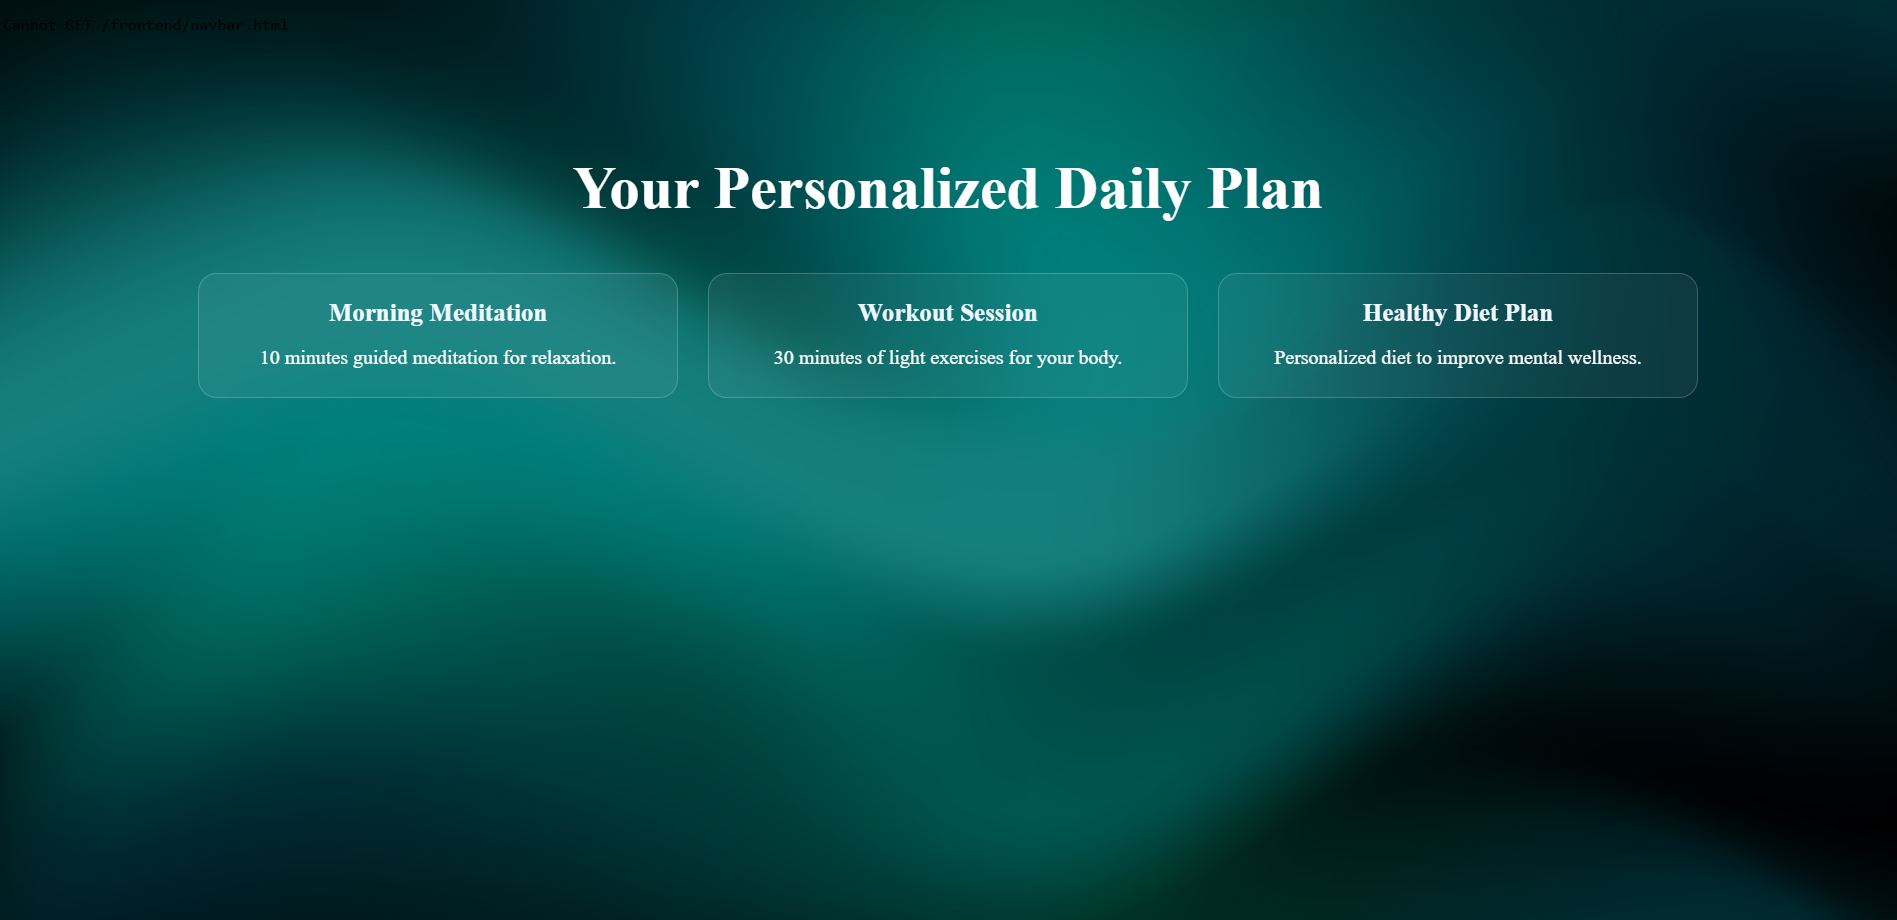 Cannot GET /frontend/navbar.html
Your Personalized Daily Plan
Morning Meditation
10 minutes guided meditation for relaxation.
Workout Session
30 minutes of light exercises for your body.
Healthy Diet Plan
Personalized diet to improve mental wellness.